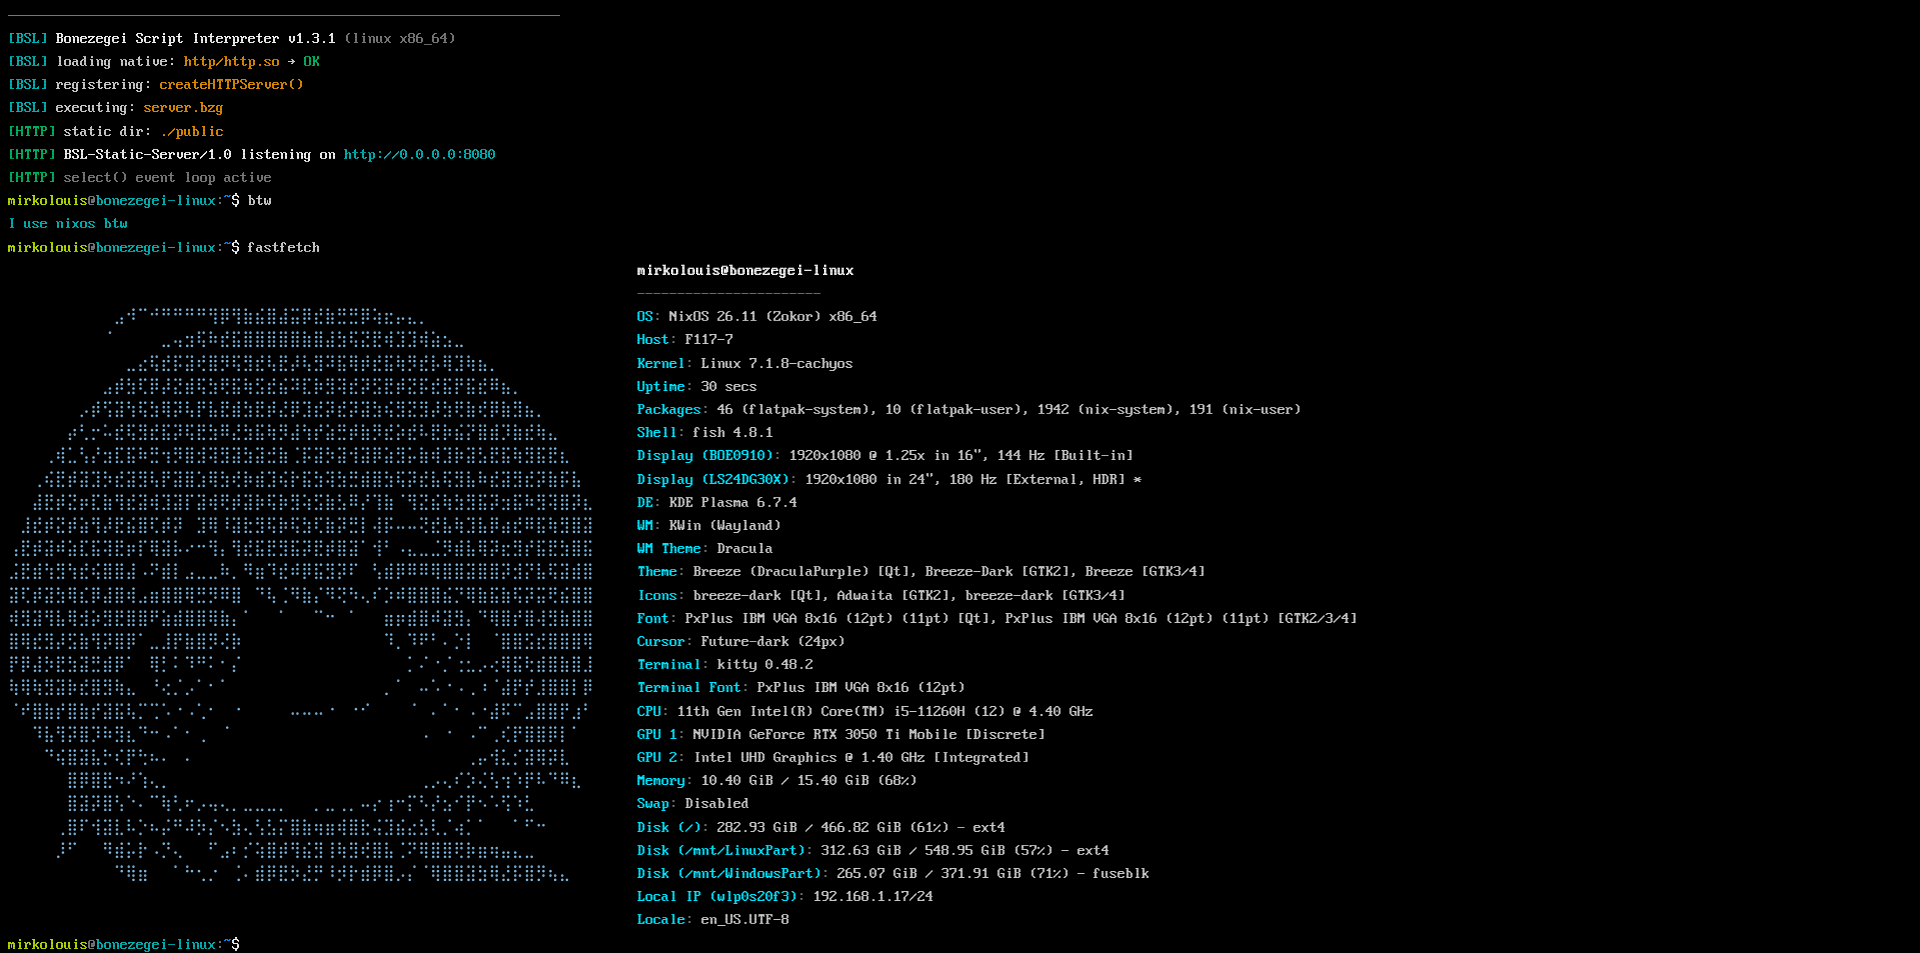 [BSL] Bonezegei Script Interpreter v1.3.1 (linux x86_64)
[BSL] loading native: http/http.so → OK
[BSL] registering: createHTTPServer()
[BSL] executing: server.bzg
[HTTP] static dir: ./public
[HTTP] BSL-Static-Server/1.0 listening on http://0.0.0.0:8080
[HTTP] select() event loop active
mirkolouis@bonezegei-linux:~$ btw
I use nixos btw
mirkolouis@bonezegei-linux:~$ fastfetch
mirkolouis@bonezegei-linux
-----------------------
OS: NixOS 26.11 (Zokor) x86_64
Host: F117-7
Kernel: Linux 7.1.8-cachyos
Uptime: 30 secs
Packages: 46 (flatpak-system), 10 (flatpak-user), 1942 (nix-system), 191 (nix-user)
Shell: fish 4.8.1
Display (BOE0910): 1920x1080 @ 1.25x in 16", 144 Hz [Built-in]
Display (LS24DG30X): 1920x1080 in 24", 180 Hz [External, HDR] *
DE: KDE Plasma 6.7.4
WM: KWin (Wayland)
WM Theme: Dracula
Theme: Breeze (DraculaPurple) [Qt], Breeze-Dark [GTK2], Breeze [GTK3/4]
Icons: breeze-dark [Qt], Adwaita [GTK2], breeze-dark [GTK3/4]
Font: PxPlus IBM VGA 8x16 (12pt) (11pt) [Qt], PxPlus IBM VGA 8x16 (12pt) (11pt) [GTK2/3/4]
Cursor: Future-dark (24px)
Terminal: kitty 0.48.2
Terminal Font: PxPlus IBM VGA 8x16 (12pt)
CPU: 11th Gen Intel(R) Core(TM) i5-11260H (12) @ 4.40 GHz
GPU 1: NVIDIA GeForce RTX 3050 Ti Mobile [Discrete]
GPU 2: Intel UHD Graphics @ 1.40 GHz [Integrated]
Memory: 10.40 GiB / 15.40 GiB (68%)
Swap: Disabled
Disk (/): 282.93 GiB / 466.82 GiB (61%) - ext4
Disk (/mnt/LinuxPart): 312.63 GiB / 548.95 GiB (57%) - ext4
Disk (/mnt/WindowsPart): 265.07 GiB / 371.91 GiB (71%) - fuseblk
Local IP (wlp0s20f3): 192.168.1.17/24
Locale: en_US.UTF-8
mirkolouis@bonezegei-linux:~$